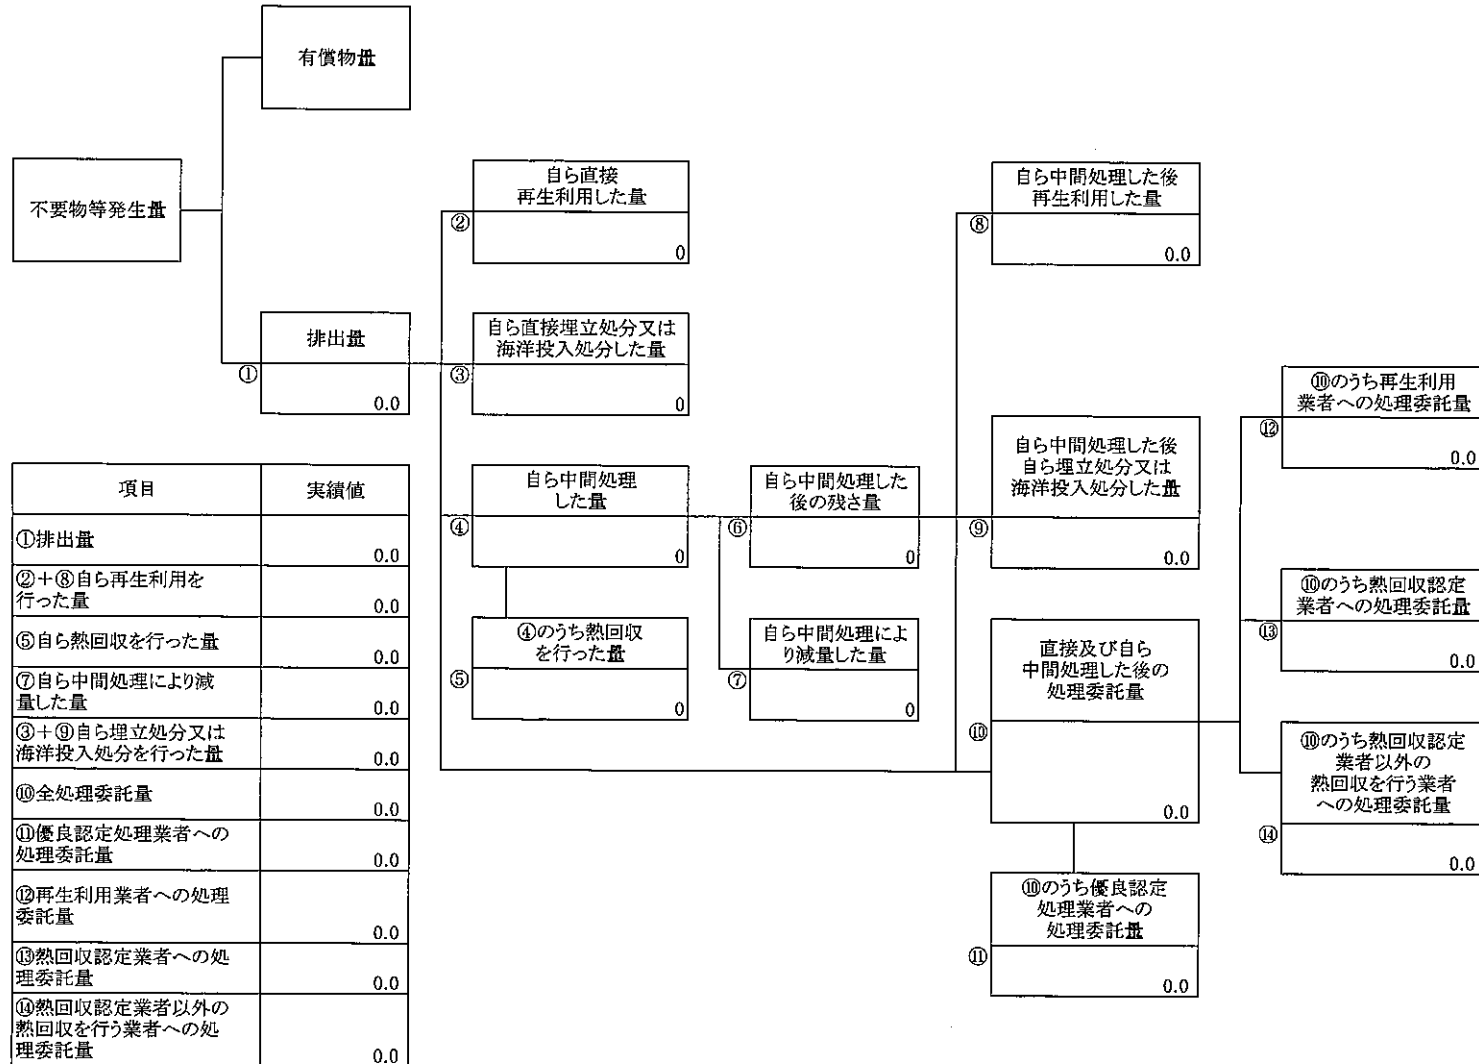 有償物量
不要物等発生量
自ら直接
再生利用した量
②
0
自ら中間処理した後
再生利用した量
⑧
0.0
排出量
①
0.0
自ら直接埋立処分又は
海洋投入処分した量
③
0
⑩のうち再生利用
業者への処理委託量
⑫
0.0
自ら中間処理
した量
④
0
自ら中間処理した
後の残さ量
⑥
0
自ら中間処理した後
自ら埋立処分又は
海洋投入処分した量
⑨
0.0
⑩のうち熱回収認定
業者への処理委託量
⑬
0.0
④のうち熱回収
を行った量
⑤
0
自ら中間処理によ
り減量した量
⑦
0
直接及び自ら
中間処理した後の
処理委託量
⑩
0.0
⑩のうち熱回収認定
業者以外の
熱回収を行う業者
への処理委託量
⑭
0.0
⑩のうち優良認定
処理業者への
処理委託量
⑪
0.0
項目 実績値
①排出量
0.0
②+⑧自ら再生利用を
行った量
0.0
⑤自ら熱回収を行った量
0.0
⑦自ら中間処理により減
量した量
0.0
③+⑨自ら埋立処分又は
海洋投入処分を行った量
0.0
⑩全処理委託量
0.0
⑪優良認定処理業者への
処理委託量
0.0
⑫再生利用業者への処理
委託量
0.0
⑬熱回収認定業者への処
理委託量
0.0
⑭熱回収認定業者以外の
熱回収を行う業者への処
理委託量
0.0